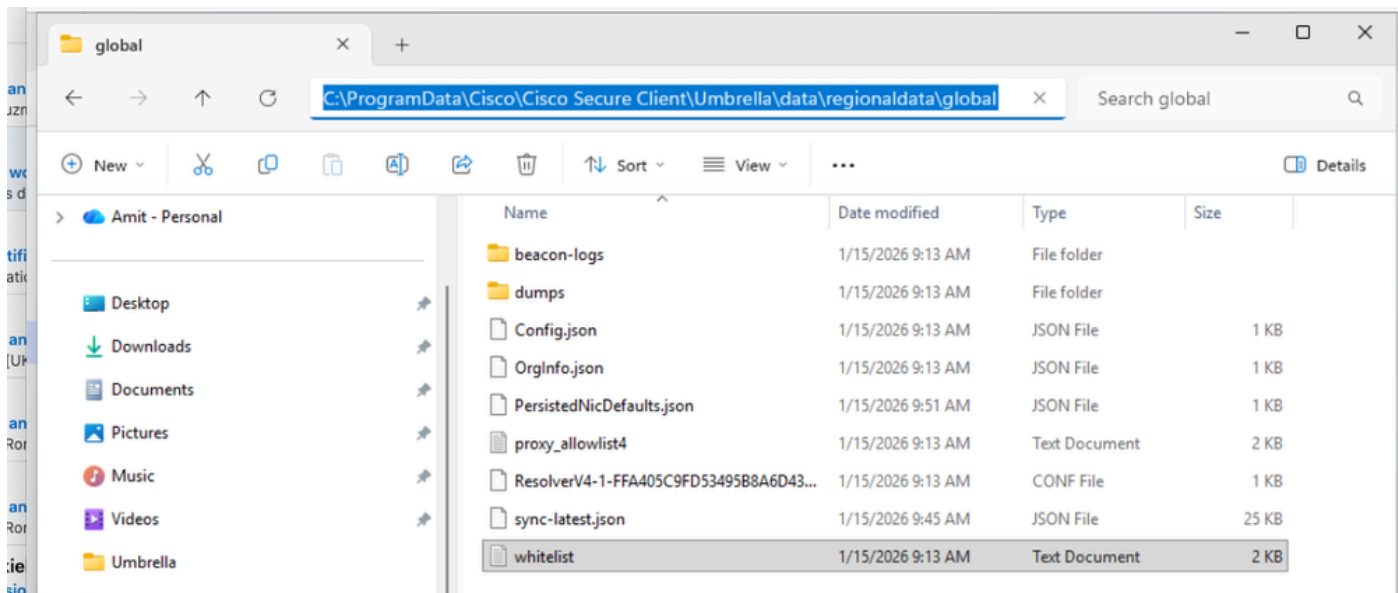 global
C:\ProgramData\Cisco\Cisco Secure Client\Umbrella\data\regionaldata\global
Search global
New
Sort
View
Details
Amit - Personal
Desktop
Downloads
Documents
Pictures
Music
Videos
Umbrella
Name Date modified Type Size
beacon-logs 1/15/2026 9:13 AM File folder
dumps 1/15/2026 9:13 AM File folder
Config.json 1/15/2026 9:13 AM JSON File 1 KB
OrgInfo.json 1/15/2026 9:13 AM JSON File 1 KB
PersistedNicDefaults.json 1/15/2026 9:51 AM JSON File 1 KB
proxy_allowlist4 1/15/2026 9:13 AM Text Document 2 KB
ResolverV4-1-FFA405C9FD53495B8A6D43... 1/15/2026 9:13 AM CONF File 1 KB
sync-latest.json 1/15/2026 9:45 AM JSON File 25 KB
whitelist 1/15/2026 9:13 AM Text Document 2 KB